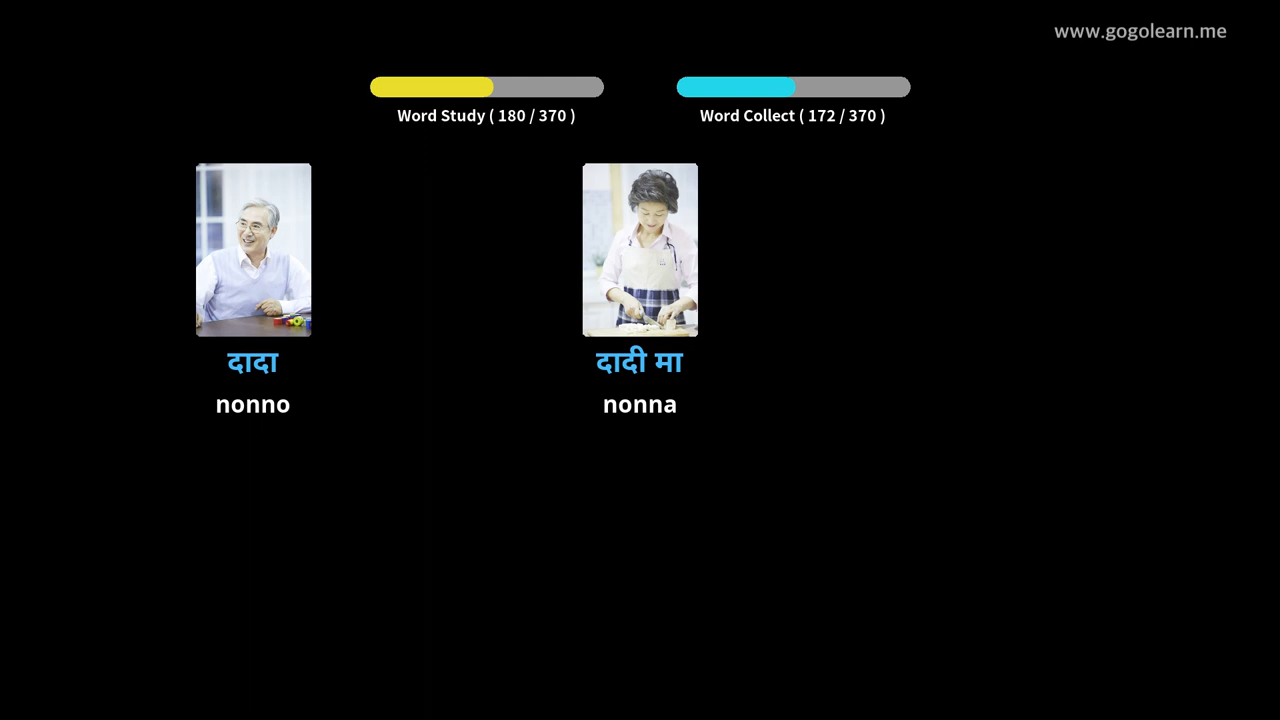 www.gogolearn.me
Word Study ( 180 / 370 )
Word Collect ( 172 / 370 )
दादा
दादी मा
nonno
nonna